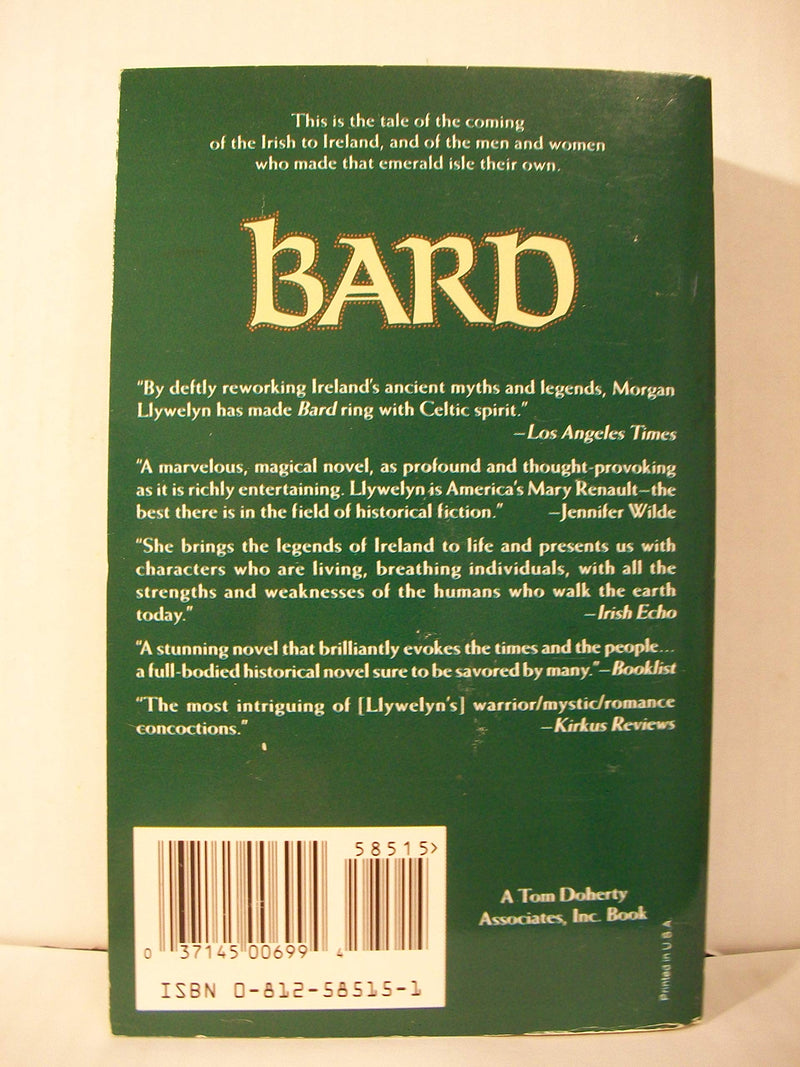 This is the tale of the coming
of the Irish to Ireland, and of the men and women
who made that emerald isle their own.
BARD
"By deftly reworking Ireland's ancient myths and legends, Morgan
Llywelyn has made Bard ring with Celtic spirit."
—Los Angeles Times
"A marvelous, magical novel, as profound and thought-provoking
as it is richly entertaining. Llywelyn is America's Mary Renault—the
best there is in the field of historical fiction." —Jennifer Wilde
"She brings the legends of Ireland to life and presents us with
characters who are living, breathing individuals, with all the
strengths and weaknesses of the humans who walk the earth
today." —Irish Echo
"A stunning novel that brilliantly evokes the times and the people...
a full-bodied historical novel sure to be savored by many."—Booklist
"The most intriguing of [Llywelyn's] warrior/mystic/romance
concoctions." —Kirkus Reviews
58515>
0 37145 00699 4
ISBN 0-812-58515-1
A Tom Doherty
Associates, Inc. Book
Printed in U S A